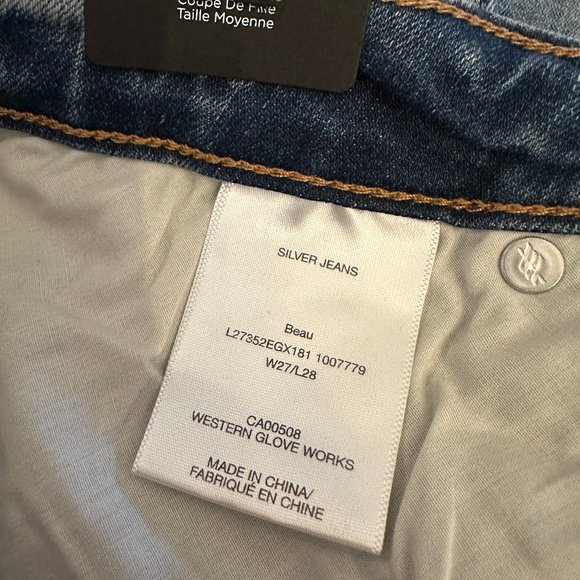 Coupe De Fille
Taille Moyenne
SILVER JEANS
Beau
L27352EGX181 1007779
W27/L28
CA00508
WESTERN GLOVE WORKS
MADE IN CHINA/
FABRIQUÉ EN CHINE